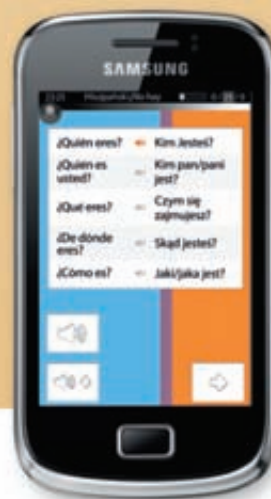 SAMSUNG
¿Quién eres? Kim Jesteś?
¿Quién es
usted?
Kim pan/pani
jest?
¿Qué eres? Czym się
zajmujesz?
¿De dónde
eres?
Skąd jesteś?
¿Cómo es? Jaki/jaka jest?